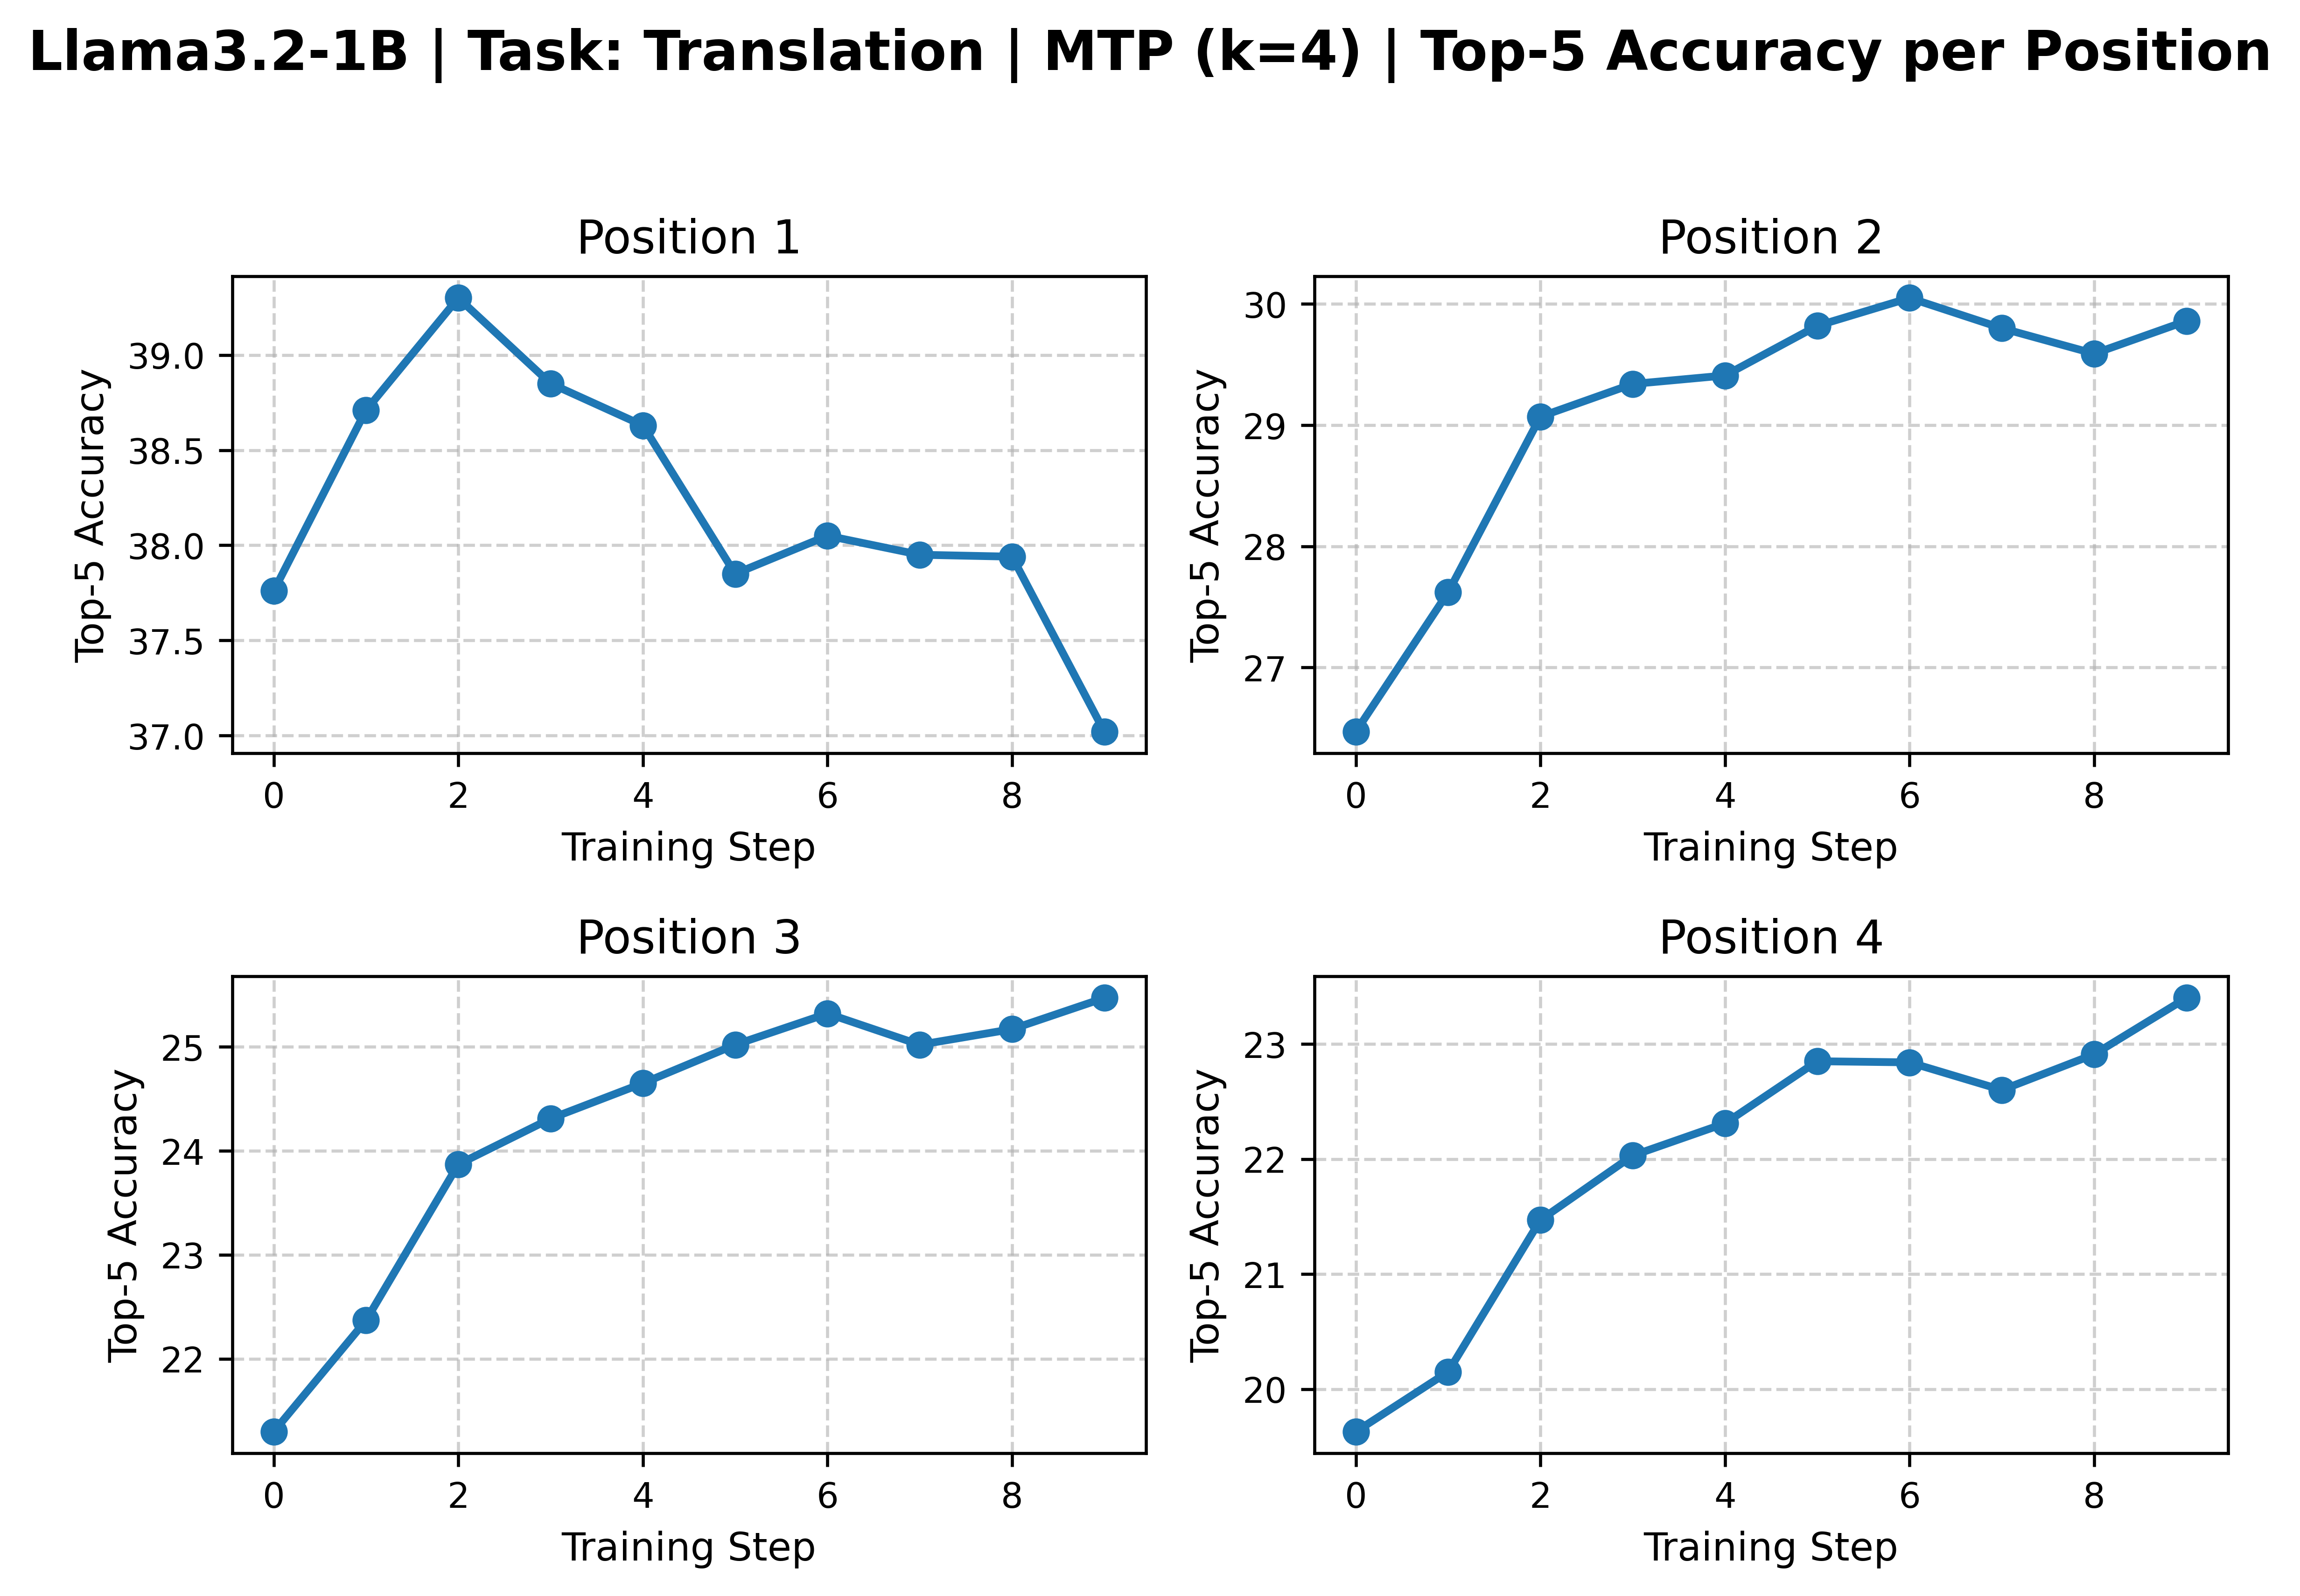 Llama3.2-1B | Task: Translation | MTP (k=4) | Top-5 Accuracy per Position
Position 1
Top-5 Accuracy
39.0
38.5
38.0
37.5
37.0
0 2 4 6 8
Training Step
Position 2
Top-5 Accuracy
30
29
28
27
0 2 4 6 8
Training Step
Position 3
Top-5 Accuracy
25
24
23
22
0 2 4 6 8
Training Step
Position 4
Top-5 Accuracy
23
22
21
20
0 2 4 6 8
Training Step